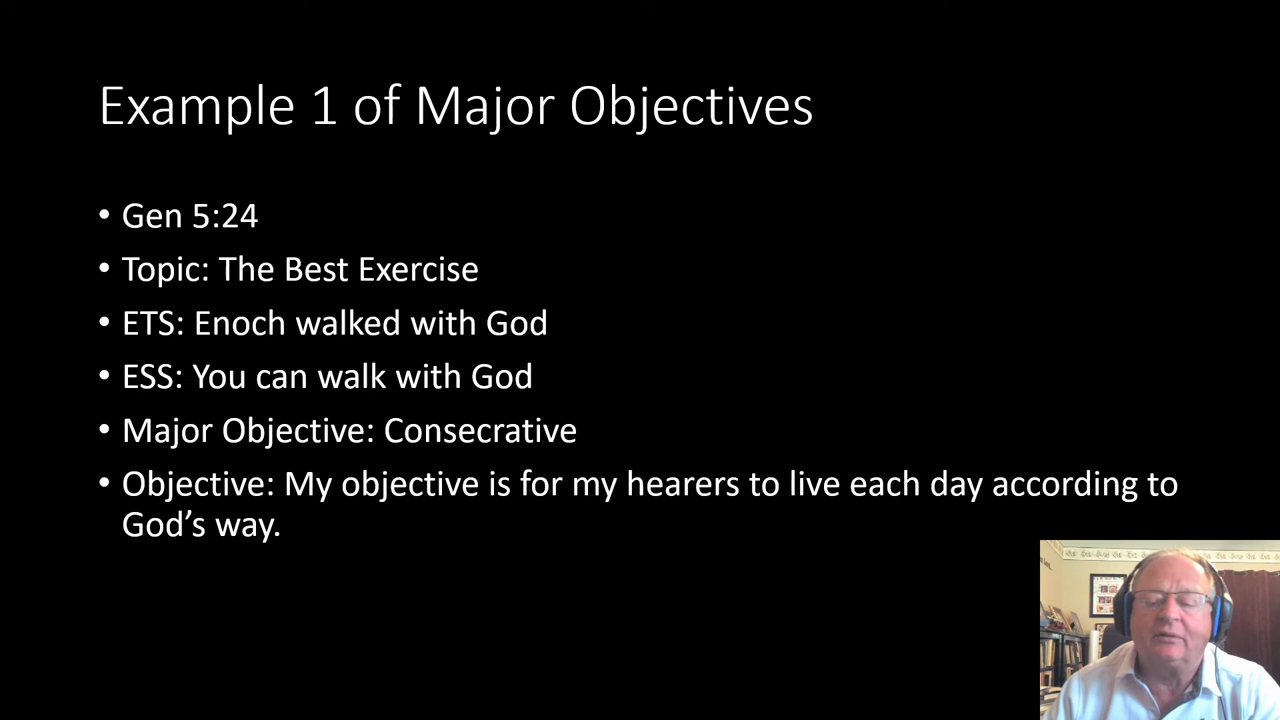 Example 1 of Major Objectives
• Gen 5:24
• Topic: The Best Exercise
• ETS: Enoch walked with God
• ESS: You can walk with God
• Major Objective: Consecrative
• Objective: My objective is for my hearers to live each day according to
God’s way.